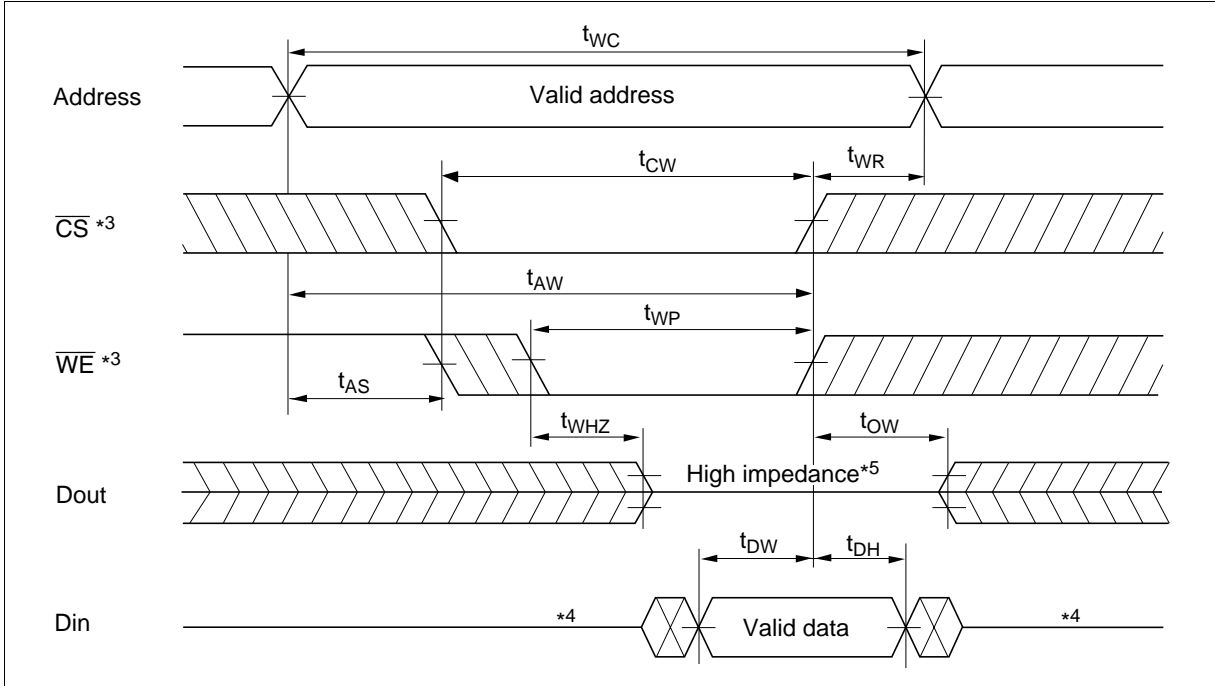 tWC
Address
Valid address
tCW
tWR
CS *3
tAW
tWP
WE *3
tAS
tWHZ
tOW
High impedance*5
Dout
tDW
tDH
Din
*4
Valid data
*4